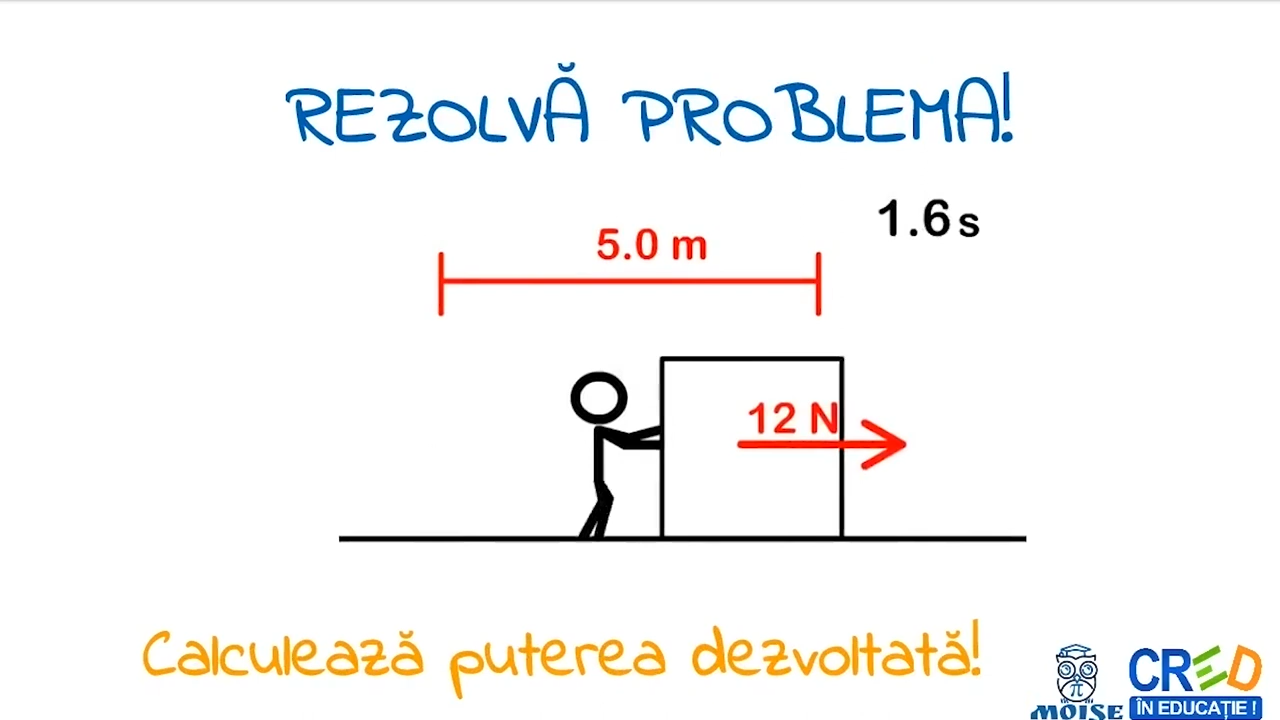 REZOLVĂ PROBLEMA!
1.6 s
5.0 m
12 N
Calculează puterea dezvoltată!
π
MOISE
CRED
ÎN EDUCAȚIE !